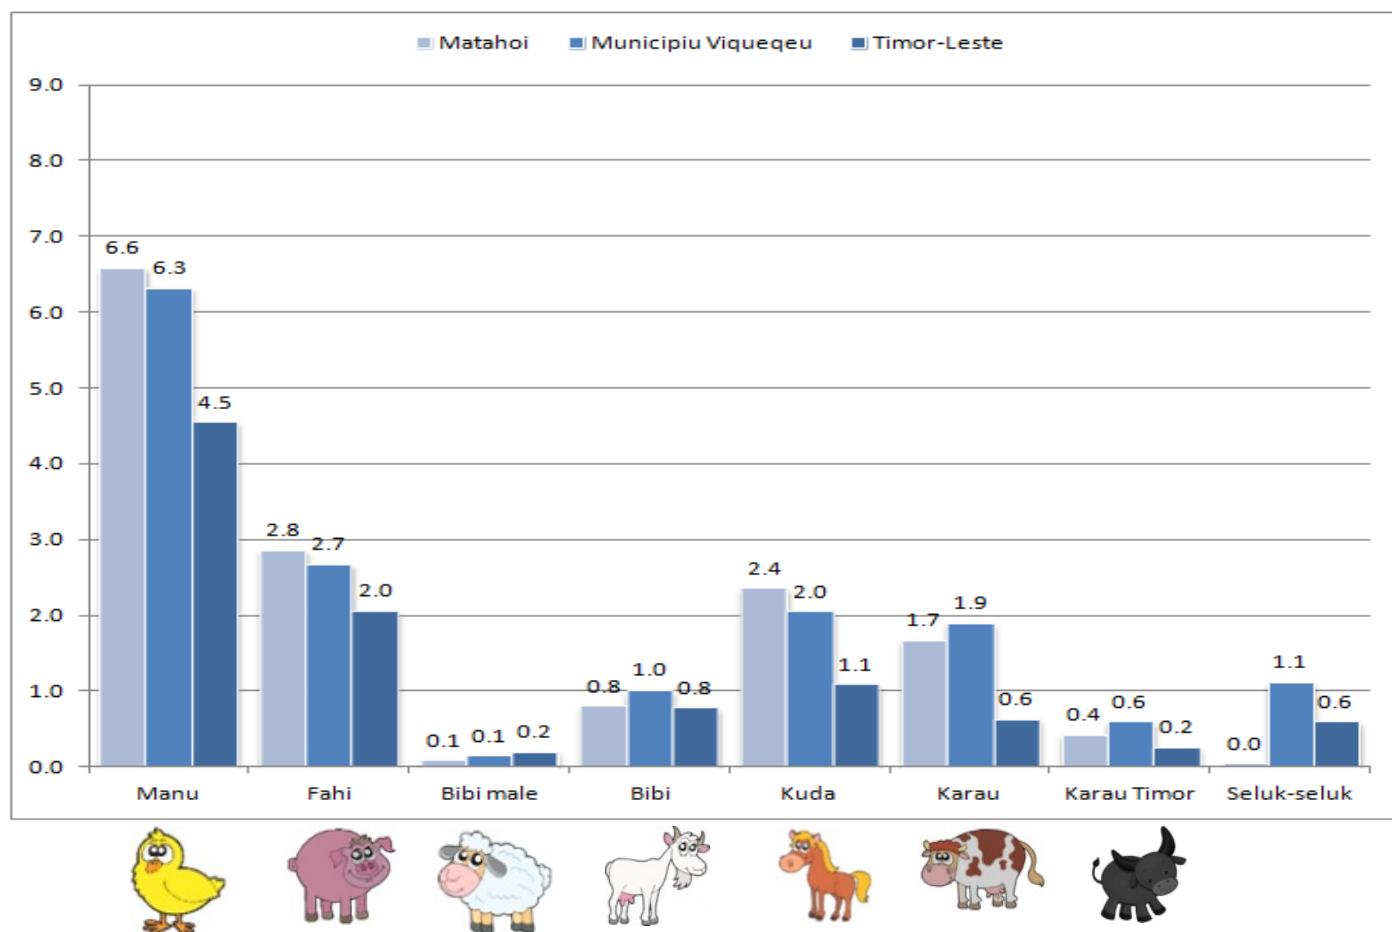 Matahoi Municipiu Viqueqeu Timor-Leste
9.0
8.0
7.0
6.0
5.0
4.0
3.0
2.0
1.0
0.0
6.6 6.3 4.5
2.8 2.7 2.0
0.1 0.1 0.2
0.8 1.0 0.8
2.4 2.0 1.1
1.7 1.9 0.6
0.4 0.6 0.2
0.0 1.1 0.6
Manu Fahi Bibi male Bibi Kuda Karau Karau Timor Seluk-seluk